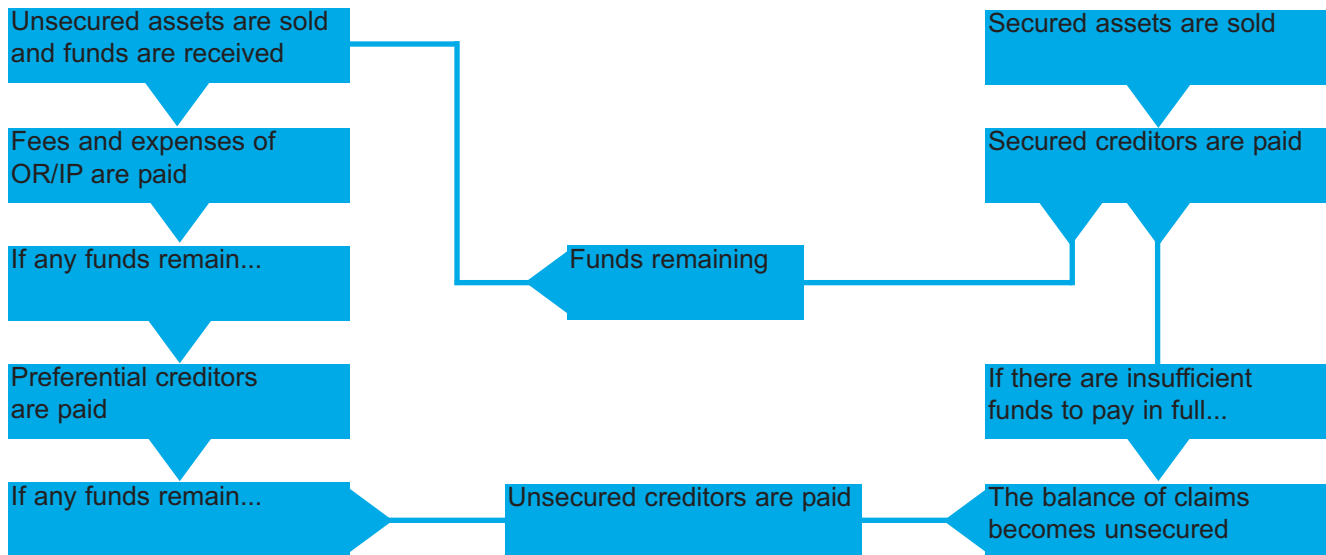 Unsecured assets are sold
and funds are received
Fees and expenses of
OR/IP are paid
If any funds remain...
Preferential creditors
are paid
If any funds remain...
Funds remaining
Unsecured creditors are paid
Secured assets are sold
Secured creditors are paid
If there are insufficient
funds to pay in full...
The balance of claims
becomes unsecured